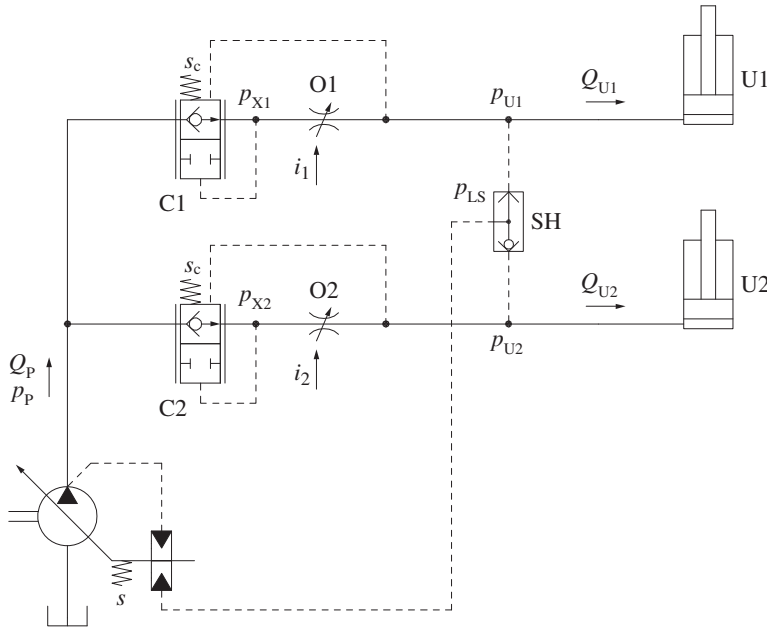 s_c
O1
p_X1
p_U1
Q_U1
U1
i_1
C1
p_LS
SH
s_c
O2
p_X2
Q_U2
U2
p_U2
i_2
C2
Q_P
p_P
s